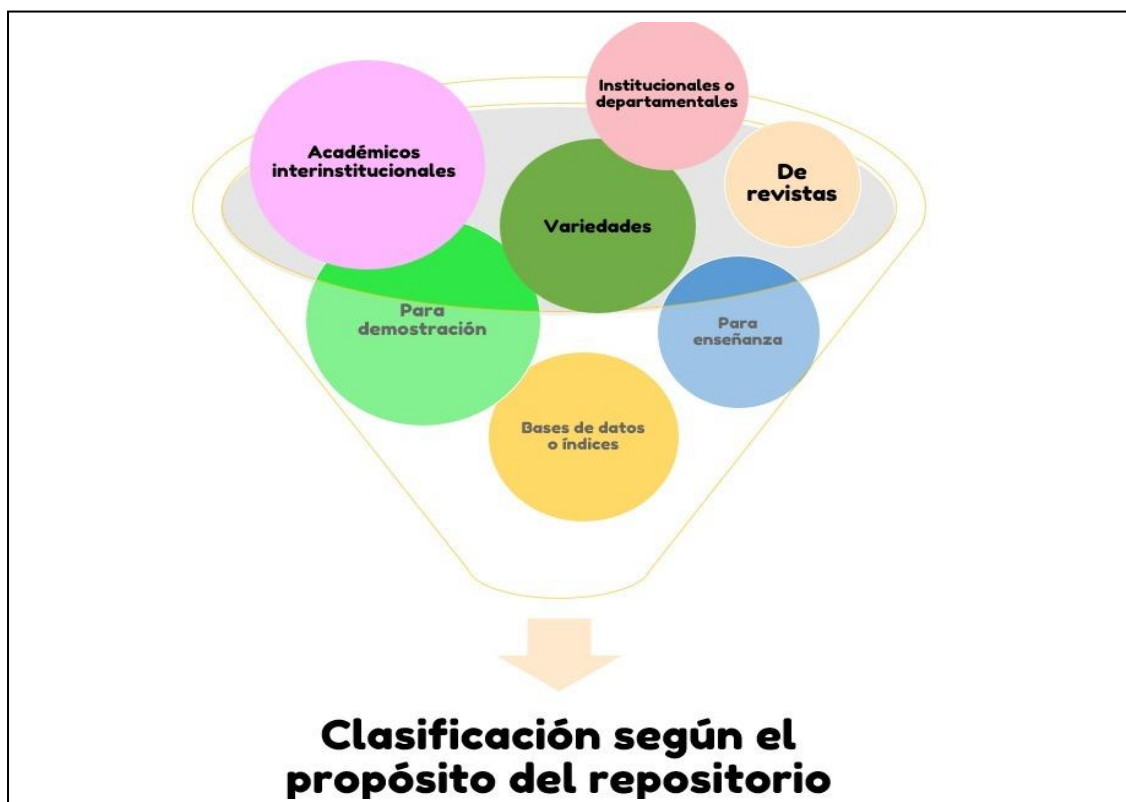 Institucionales o
departamentales
Académicos
interinstitucionales
De
revistas
Variedades
Para
demostración
Para
enseñanza
Bases de datos
o índices
Clasificación según el
propósito del repositorio